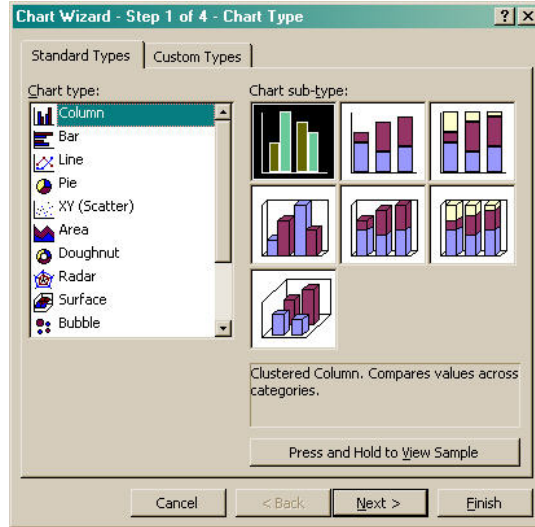 Chart Wizard - Step 1 of 4 - Chart Type
Standard Types
Custom Types
Chart type:
Column
Bar
Line
Pie
XY (Scatter)
Area
Doughnut
Radar
Surface
Bubble
Chart sub-type:
Clustered Column. Compares values across
categories.
Press and Hold to View Sample
Cancel
< Back
Next >
Finish